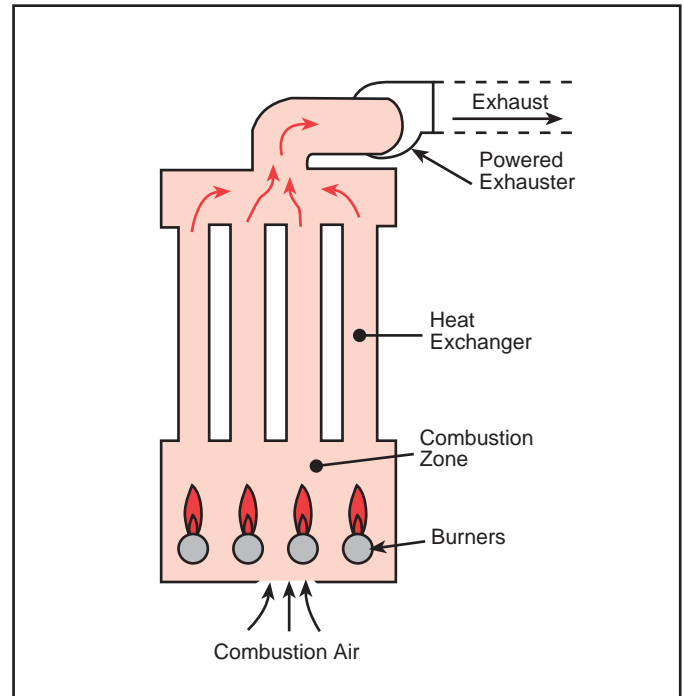 Exhaust
Powered
Exhauster
Heat
Exchanger
Combustion
Zone
Burners
Combustion Air